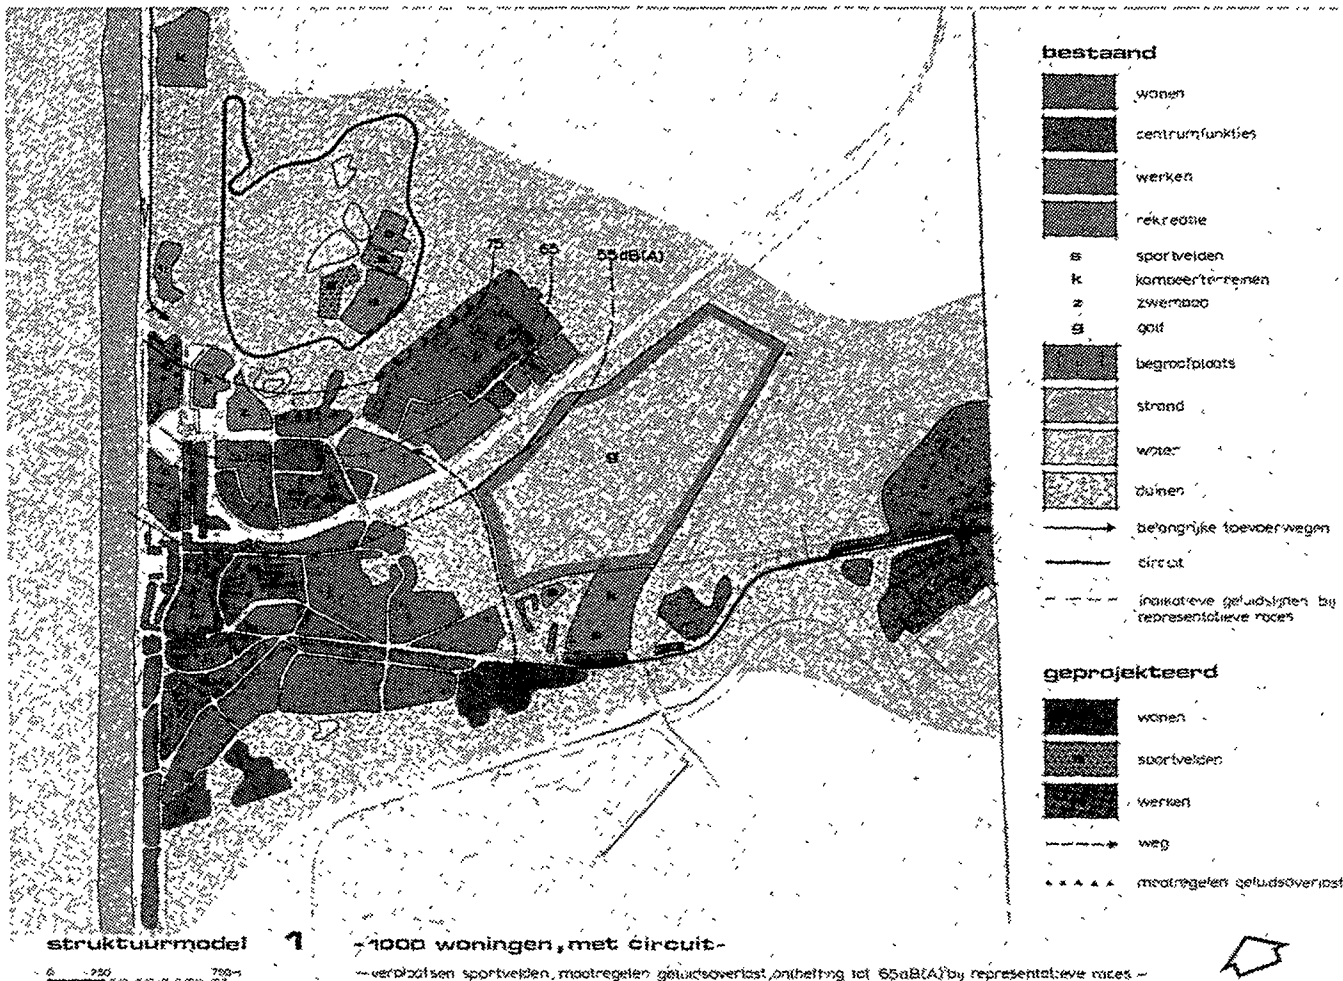 bestaand
wonen
centrumfunkties
werken
rekreatie
s sportvelden
k kampeerterreinen
z zwembad
g golf
begraafplaats
strand
water
duinen
belangrijke toevoerwegen
circuit
indikatieve geluidslijnen bij
representatieve races
geprojekteerd
wonen
sportvelden
werken
weg
maatregelen geluidsoverlast
k
75 65 55dB(A)
g
struktuurmodel 1 -1000 woningen, met circuit-
0 250 750m
-verplaatsen sportvelden, maatregelen geluidsoverlast, ontheffing tot 65dB(A) bij representatieve races-